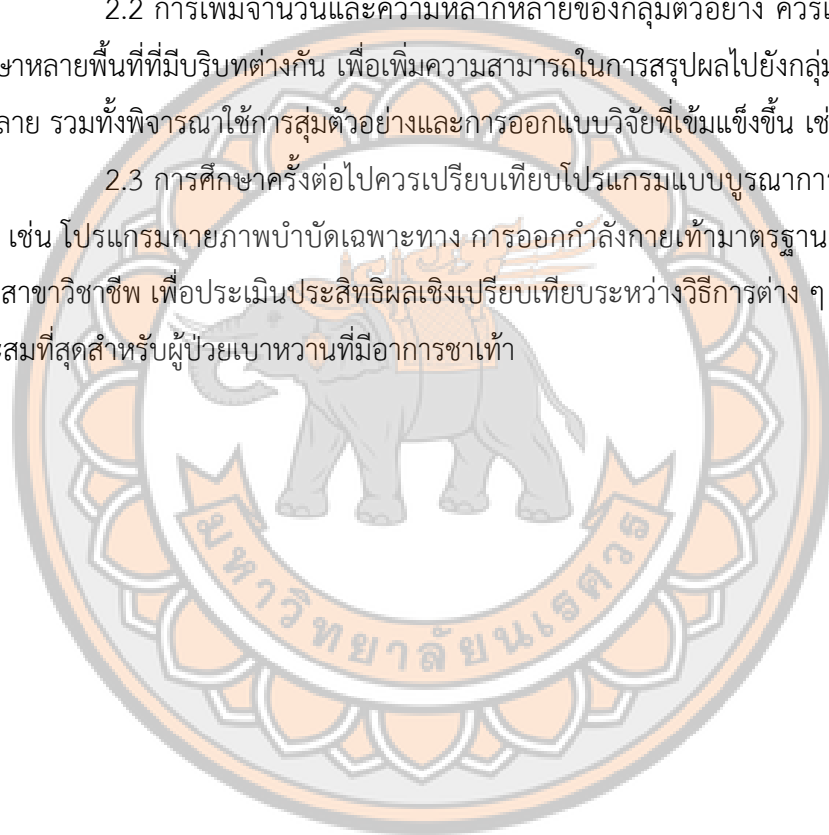 2.2 การเพิ่มจำนวนและความหลากหลายของกลุ่มตัวอย่าง
หลายพื้นที่ที่มีบริบทต่างกัน เพื่อเพิ่มความสามารถในการสรุปผลไปยังกลุ่ม
ลาย รวมทั้งพิจารณาใช้การสุ่มตัวอย่างและการออกแบบวิจัยที่เข้มแข็งขึ้น เช่
2.3 การศึกษาครั้งต่อไปควรเปรียบเทียบโปรแกรมแบบบูรณาการ
เช่น โปรแกรมกายภาพบำบัดเฉพาะทาง การออกกำลังกายเท้ามาตรฐาน
สาขาวิชาชีพ เพื่อประเมินประสิทธิผลเชิงเปรียบเทียบระหว่างวิธีการต่าง ๆ
สมที่สุดสำหรับผู้ป่วยเบาหวานที่มีอาการชาเท้า
มหาวิทยาลัยนเรศวร